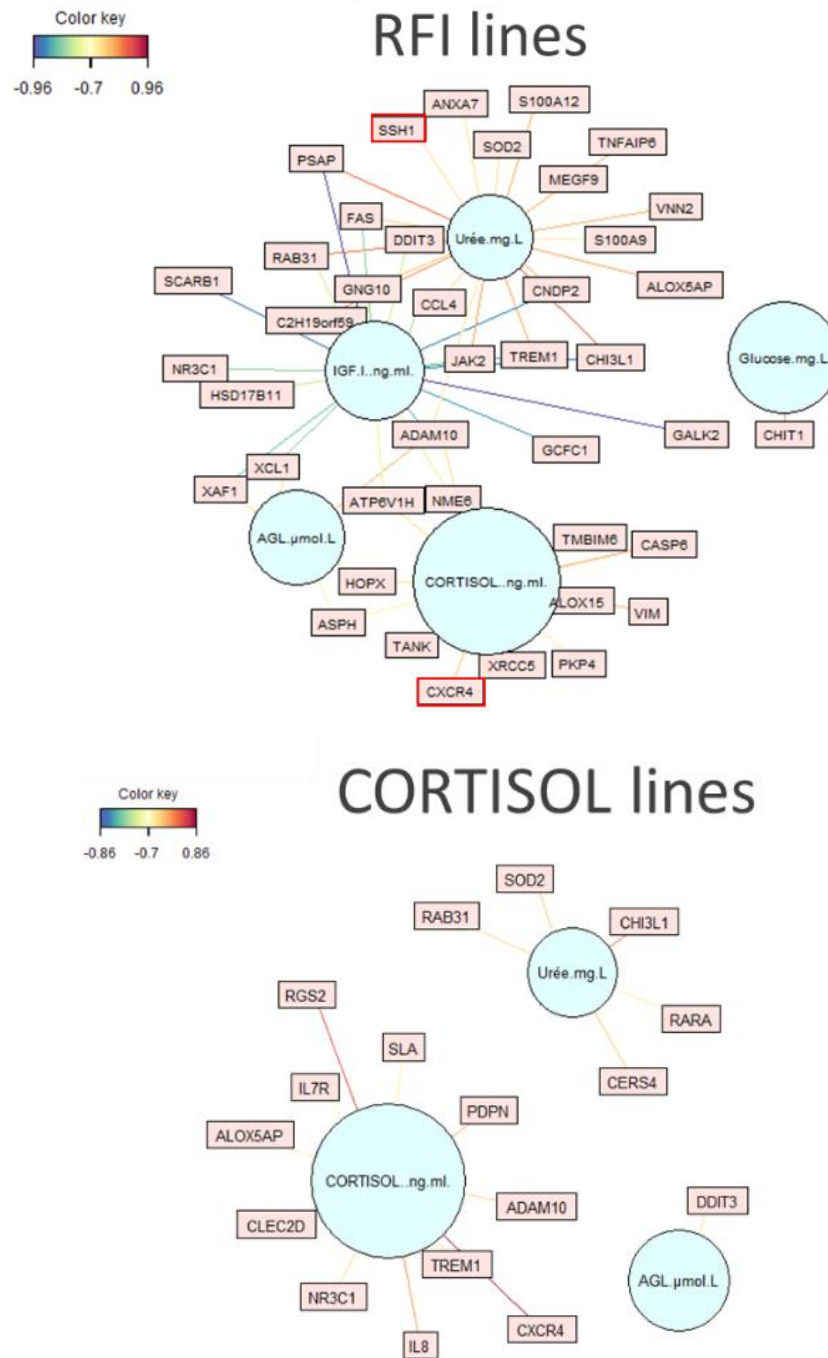 Color key
-0.96 -0.7 0.96
RFI lines
ANXA7
S100A12
SSH1
SOD2
TNFAIP6
PSAP
MEGF9
FAS
VNN2
DDIT3
Urée.mg.L
S100A9
RAB31
SCARB1
GNG10
CNDP2
ALOX5AP
CCL4
C2H19orf59
NR3C1
IGF.I..ng.ml.
JAK2
TREM1
CHI3L1
Glucose.mg.L
HSD17B11
ADAM10
GALK2
CHIT1
GCFC1
XCL1
XAF1
ATP6V1H
NME6
AGL.µmol.L
TMBIM6
CASP6
HOPX
CORTISOL..ng.ml.
ALOX15
VIM
ASPH
TANK
XRCC5
PKP4
CXCR4
CORTISOL lines
Color key
-0.86 -0.7 0.86
SOD2
RAB31
CHI3L1
Urée.mg.L
RGS2
RARA
SLA
IL7R
CERS4
PDPN
ALOX5AP
CORTISOL..ng.ml.
DDIT3
ADAM10
CLEC2D
TREM1
AGL.µmol.L
NR3C1
CXCR4
IL8